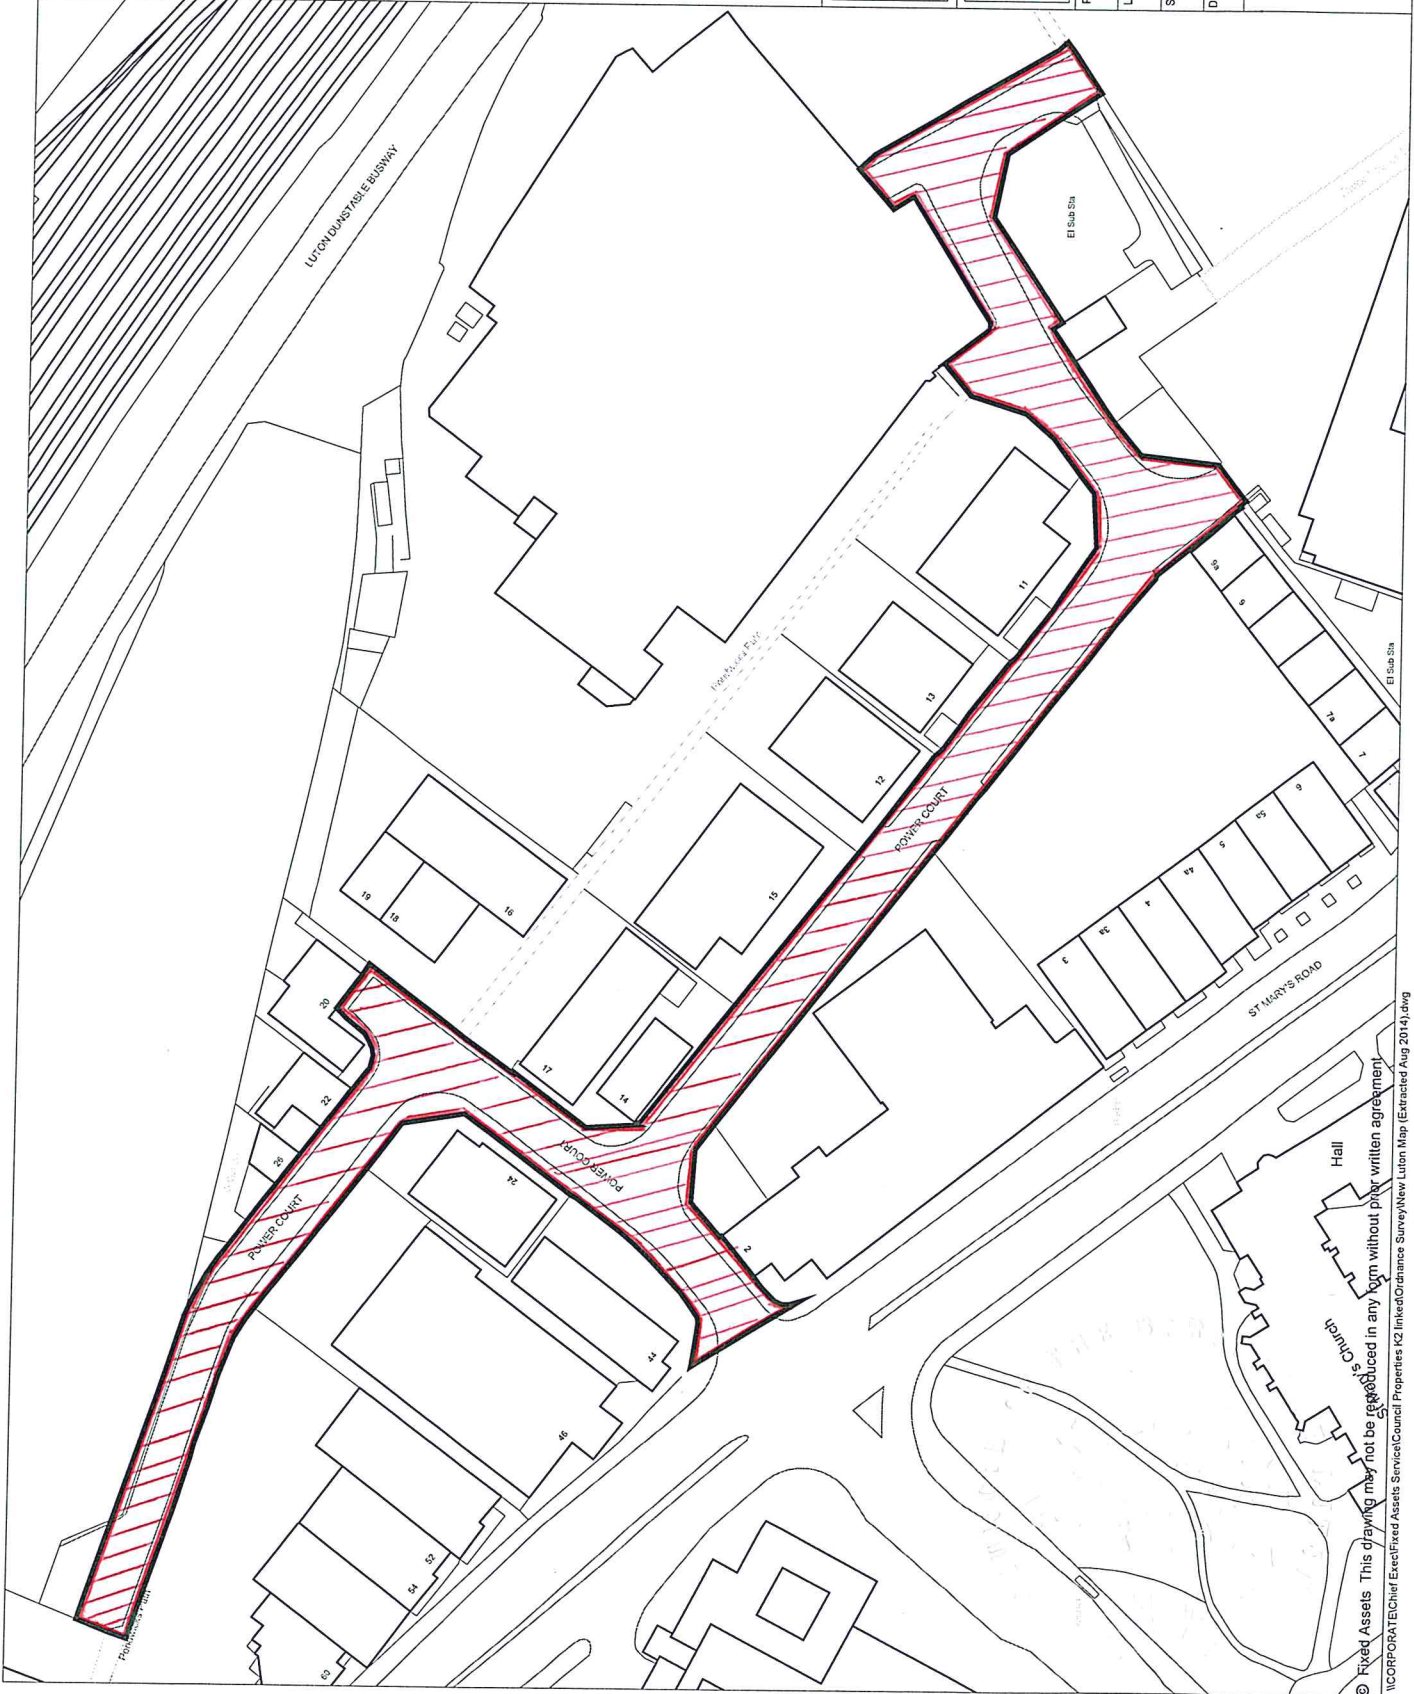 LUTON DUNSTABLE BUSWAY
El Sub Sta
11
13
12
15
16
18
19
20
22
26
17
14
24
POWER COURT
POWER COURT
POWER COURT
9a
9
7a
7
El Sub Sta
6
5a
5
4a
4
3a
3
ST MARY'S ROAD
2
44
46
52
54
60
Hall
St Mary's Church
© Fixed Assets This drawing may not be reproduced in any form without prior written agreement
\\CORPORATE\Chief Exec\Fixed Assets Service\Council Properties K2 linked\Ordnance Survey\New Luton Map (Extracted Aug 2014).dwg